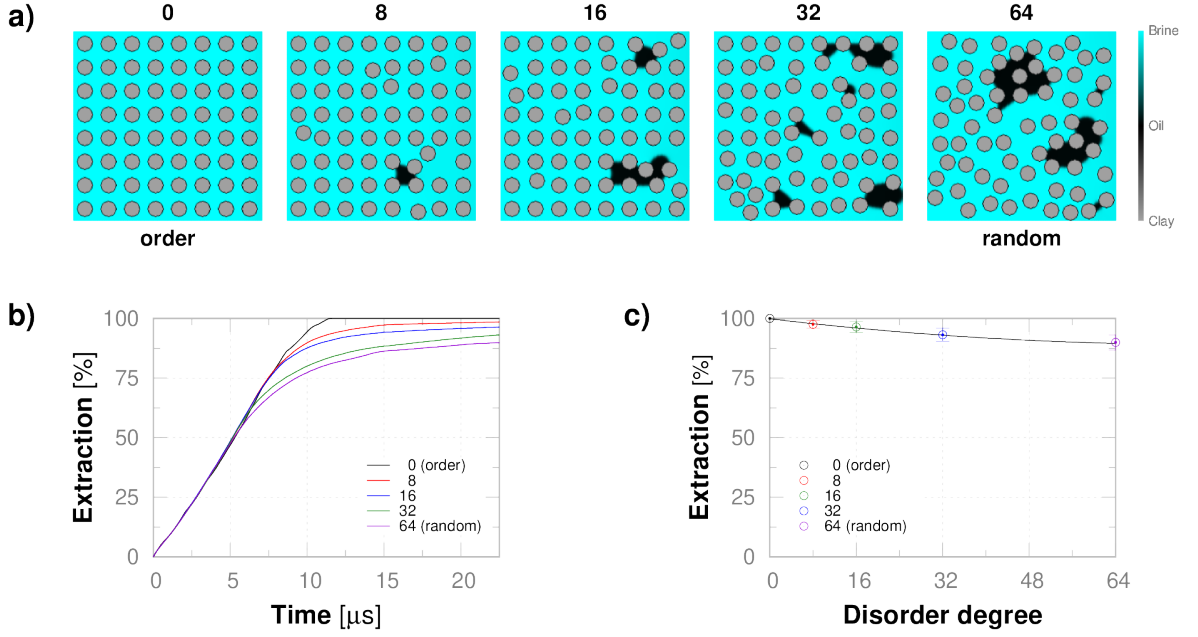 a)
0 8 16 32 64
Brine
Oil
Clay
order
random
b)
100
75
50
25
0
Extraction [%]
0 (order)
8
16
32
64 (random)
0 5 10 15 20
Time [μs]
c)
100
75
50
25
0
Extraction [%]
0 (order)
8
16
32
64 (random)
0 16 32 48 64
Disorder degree